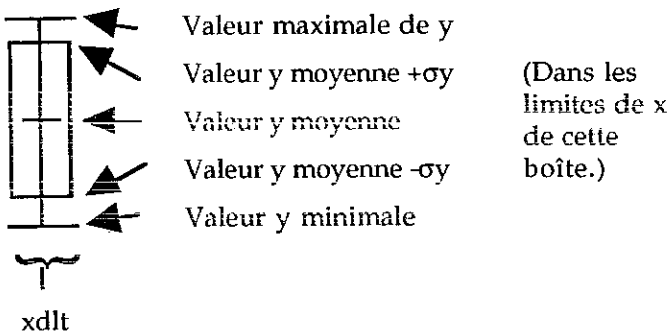 Valeur maximale de y
Valeur y moyenne +σy
Valeur y moyenne
Valeur y moyenne -σy
Valeur y minimale
(Dans les
limites de x
de cette
boîte.)
xdlt